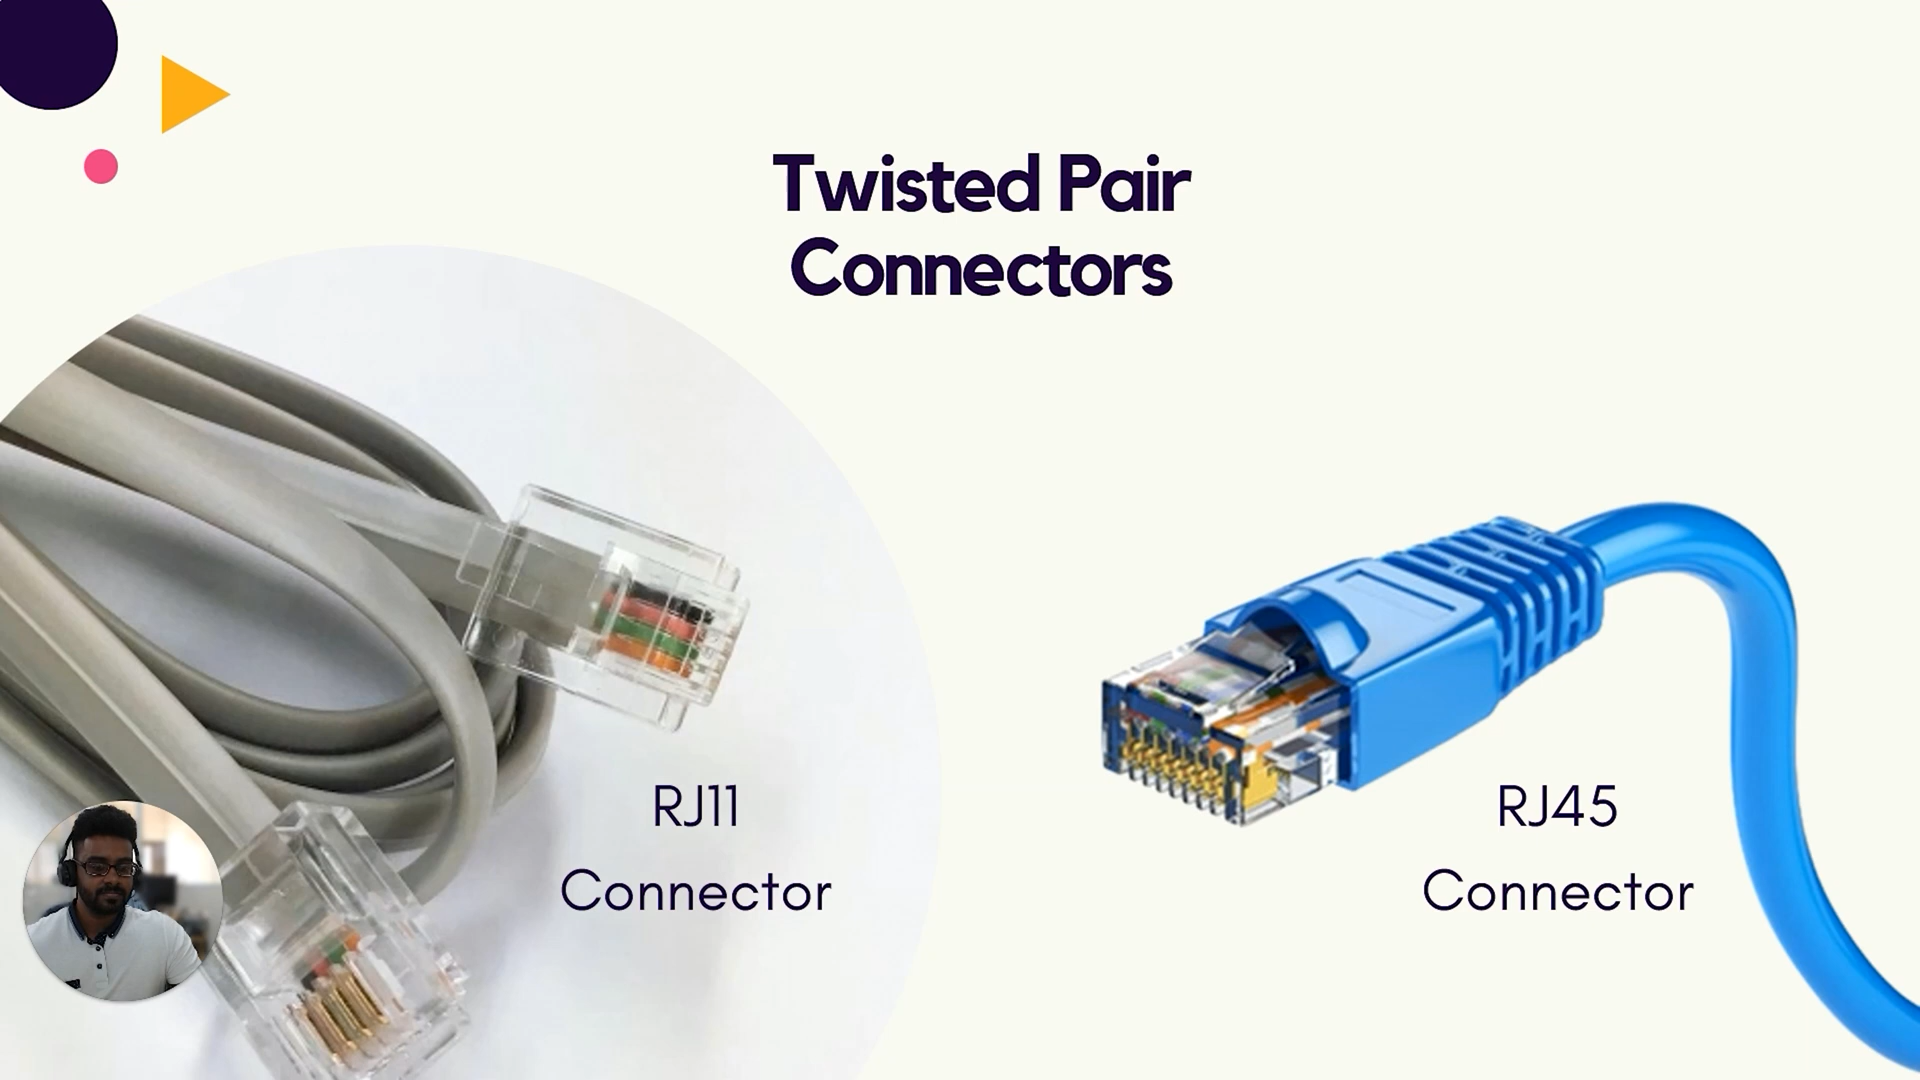 Twisted Pair
Connectors
RJ11
Connector
RJ45
Connector